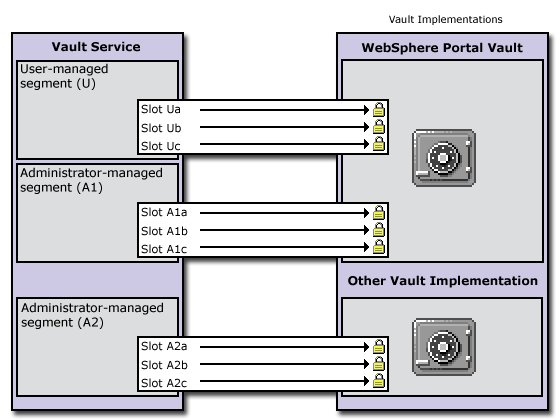 Vault Implementations
Vault Service
WebSphere Portal Vault
User-managed
segment (U)
Slot Ua
Slot Ub
Slot Uc
Administrator-managed
segment (A1)
Slot A1a
Slot A1b
Slot A1c
Other Vault Implementation
Administrator-managed
segment (A2)
Slot A2a
Slot A2b
Slot A2c